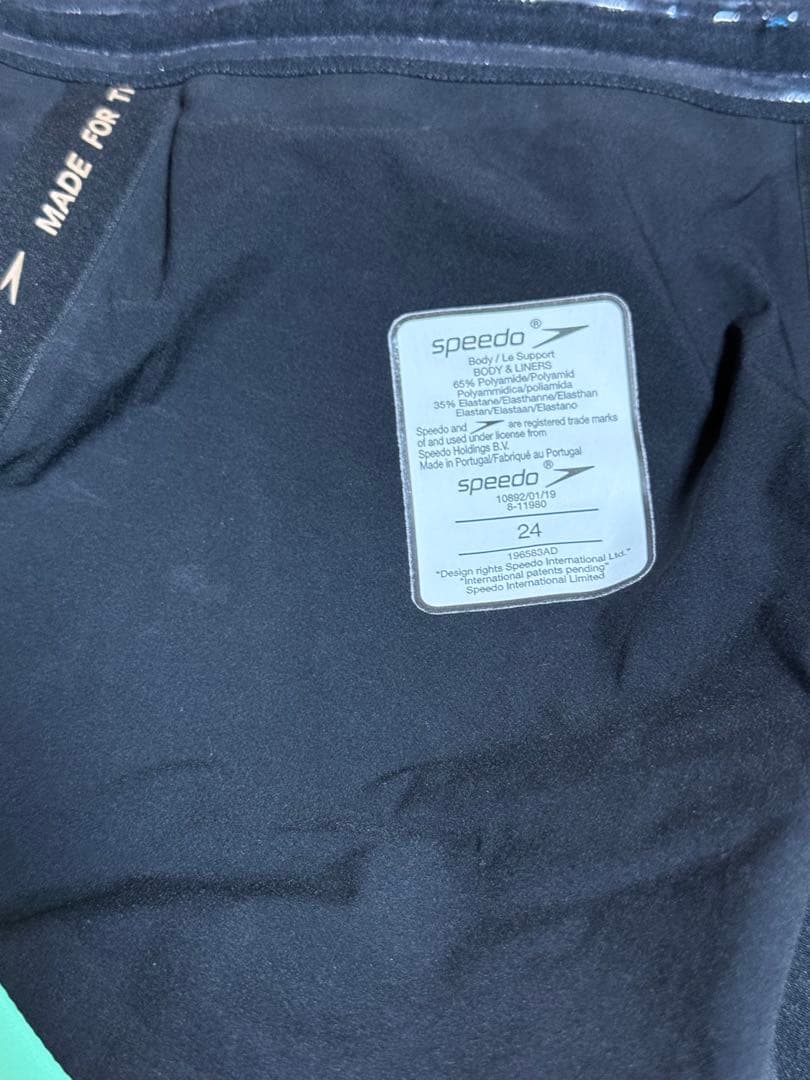 MADE FOR T
speedo®
Body / Le Support
BODY & LINERS
65% Polyamide/Polyamid
Polyammidica/poliamida
35% Elastane/Elasthanne/Elasthan
Elastan/Elastaan/Elastano
Speedo and are registered trade marks
of and used under license from
Speedo Holdings B.V.
Made in Portugal/Fabriqué au Portugal
speedo®
10892/01/19
8-11980
24
196583AD
"Design rights Speedo International Ltd."
"International patents pending"
Speedo International Limited